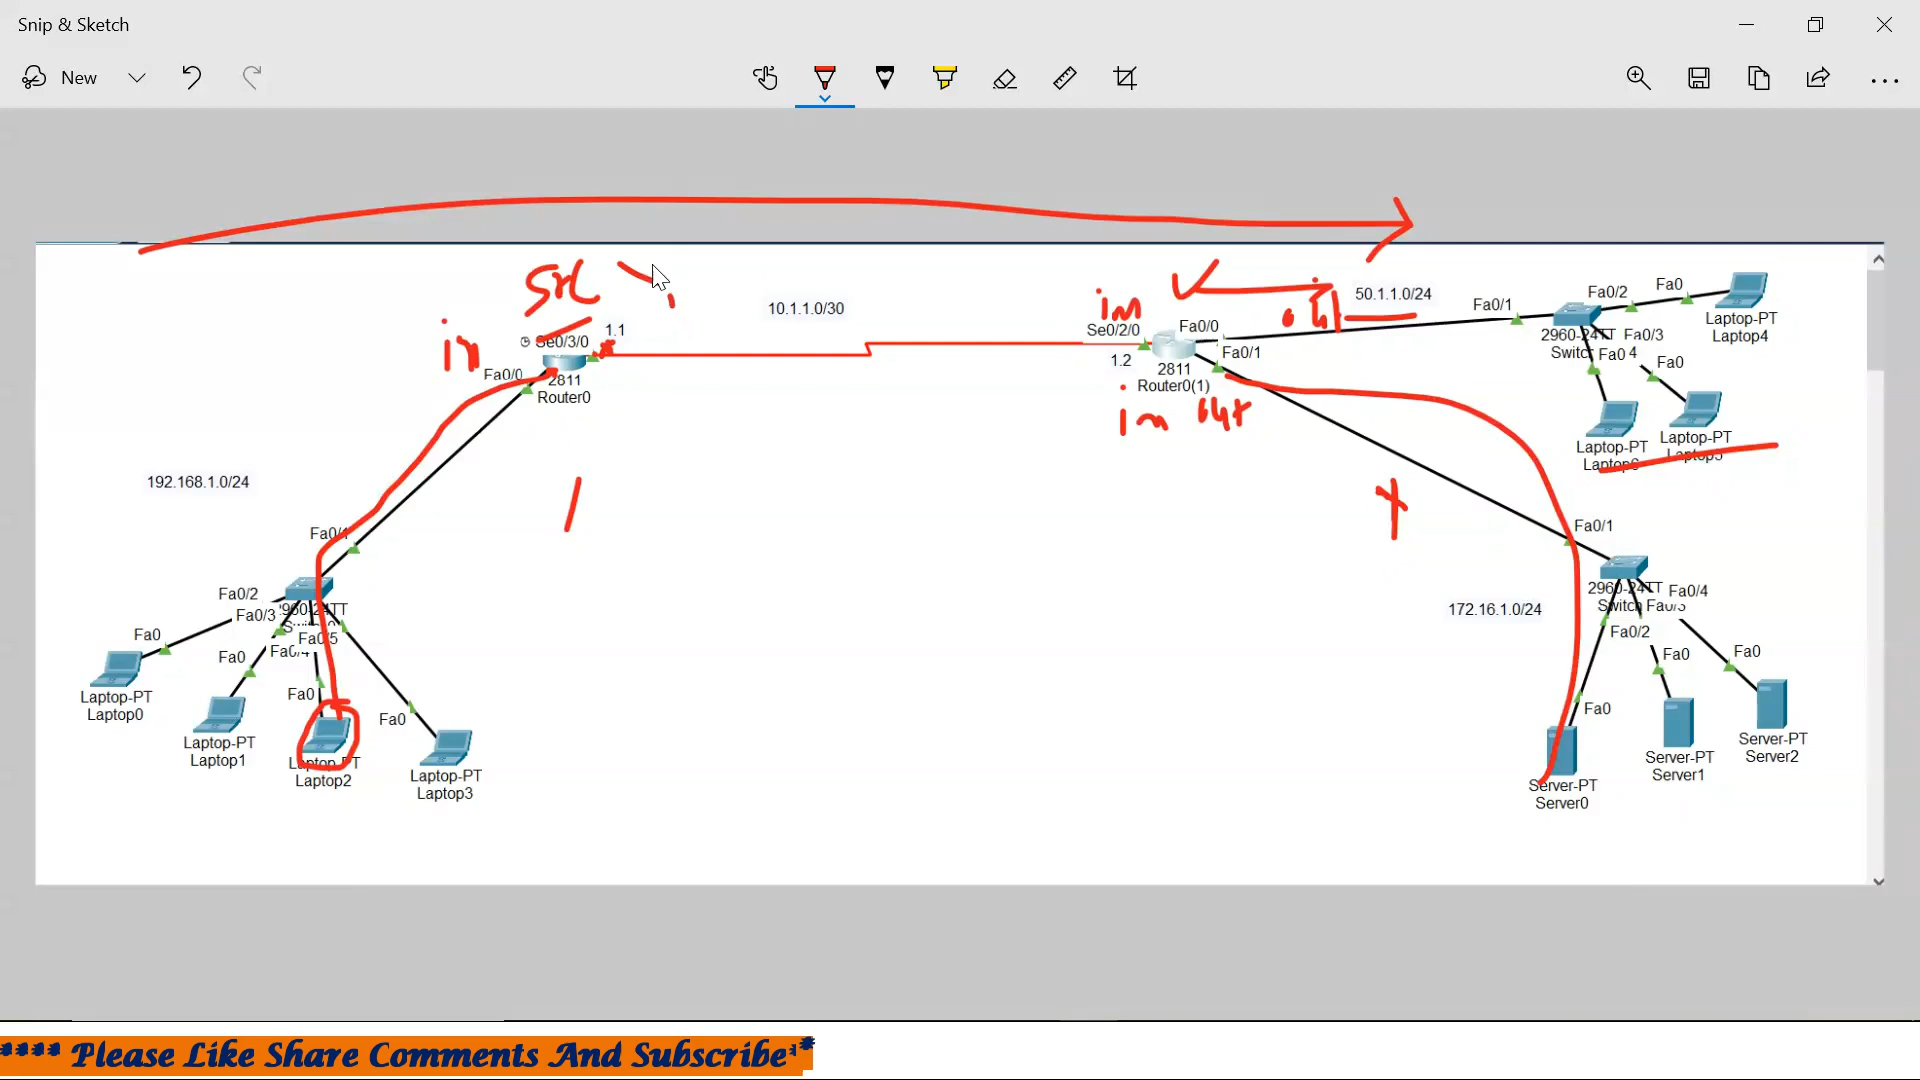 Snip & Sketch
New
src
10.1.1.0/30
in
out
50.1.1.0/24
in
Se0/3/0
1.1
Se0/2/0
Fa0/0
1.2
Fa0/1
Fa0/0
2811
Router0
2811
Router0(1)
in out
Fa0/1
Fa0/2
Fa0
Laptop-PT
Laptop4
2960-24TT
Fa0/3
Fa0
Laptop-PT
Laptop-PT
192.168.1.0/24
Fa0/2
Fa0/3
Fa0/5
Fa0
Fa0
Fa0
Fa0
Laptop-PT
Laptop0
Laptop-PT
Laptop1
Laptop-PT
Laptop2
Laptop-PT
Laptop3
Fa0/1
172.16.1.0/24
2960-24TT
Fa0/4
Switch
Fa0/3
Fa0/2
Fa0
Fa0
Fa0
Server-PT
Server0
Server-PT
Server1
Server-PT
Server2
**** Please Like Share Comments And Subscribe**